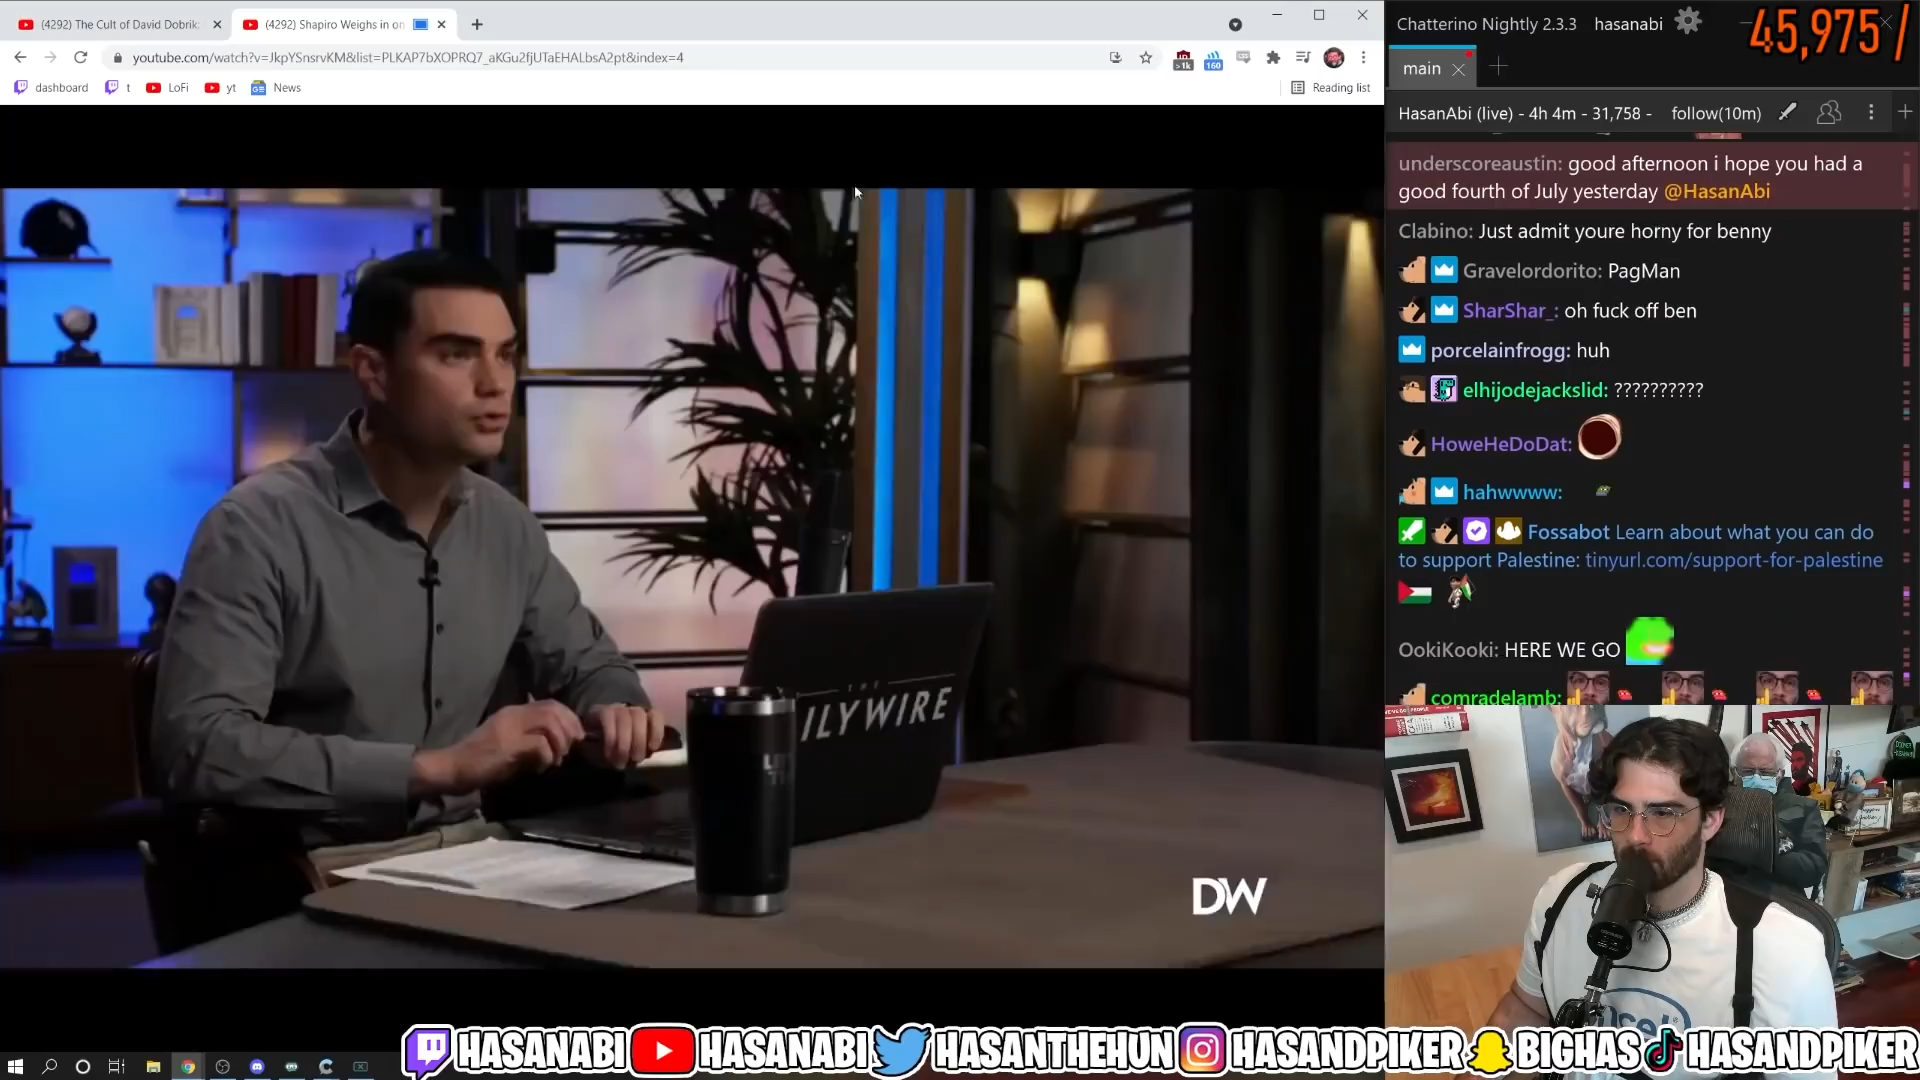 (4292) The Cult of David Dobrik:
(4292) Shapiro Weighs in on
youtube.com/watch?v=JkpYSnsrvKM&list=PLKAP7bXOPRQ7_aKGu2fjUTaEHALbsA2pt&index=4
>1k
160
dashboard
t
LoFi
yt
News
Reading list
ILYWIRE
DW
Chatterino Nightly 2.3.3
hasanabi
45,975 /
main
HasanAbi (live) - 4h 4m - 31,758 -
follow(10m)
underscoreaustin: good afternoon i hope you had a
good fourth of July yesterday @HasanAbi
Clabino: Just admit youre horny for benny
Gravelordorito: PagMan
SharShar_: oh fuck off ben
porcelainfrogg: huh
elhijodejackslid: ??????????
HoweHeDoDat:
hahwwww:
Fossabot Learn about what you can do
to support Palestine: tinyurl.com/support-for-palestine
OokiKooki: HERE WE GO
comradelamb:
HASANABI
HASANABI
HASANTHEHUN
HASANDPIKER
BIGHAS
HASANDPIKER